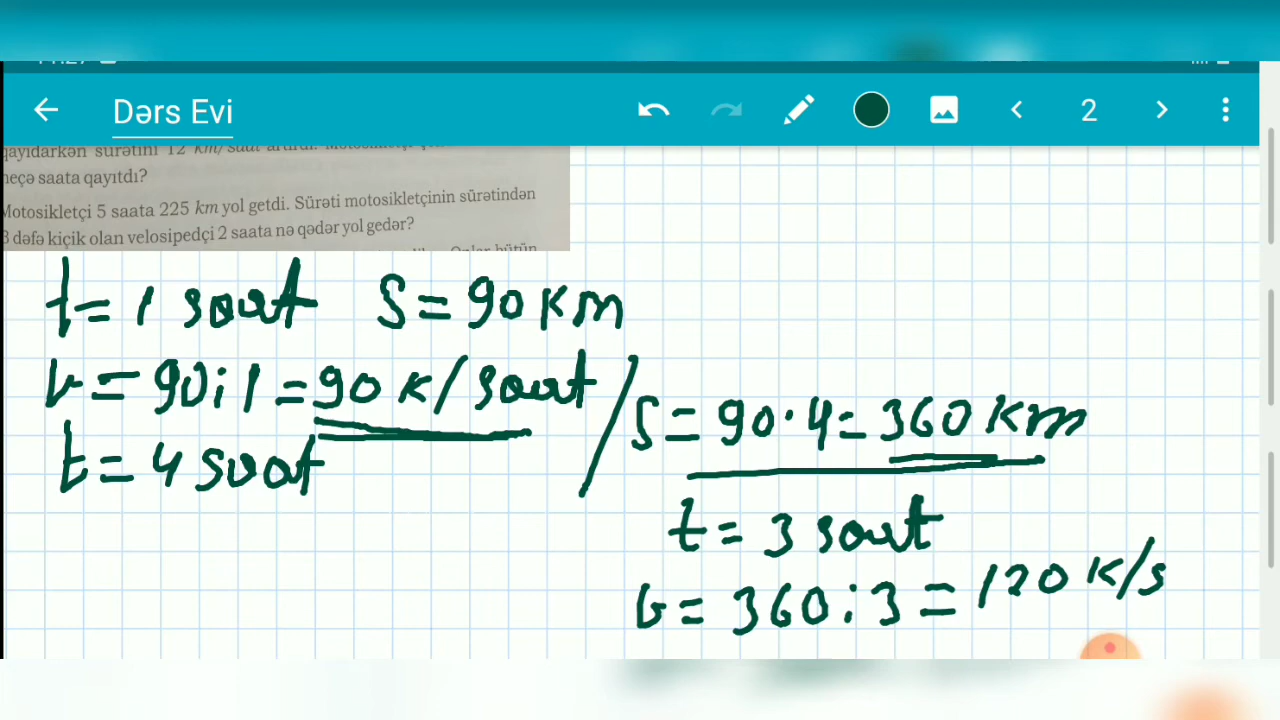 Dərs Evi
2
qayıdarkən sürətini 12 km/saat artırdı.
neçə saata qayıtdı?
Motosikletçi 5 saata 225 km yol getdi. Sürəti motosikletçinin sürətindən
3 dəfə kiçik olan velosipedçi 2 saata nə qədər yol gedər?
Onlar bütün
t = 1 saat S = 90 km
v = 90 : 1 = 90 k/saat
t = 4 saat
S = 90 · 4 = 360 km
t = 3 saat
v = 360 : 3 = 120 k/s